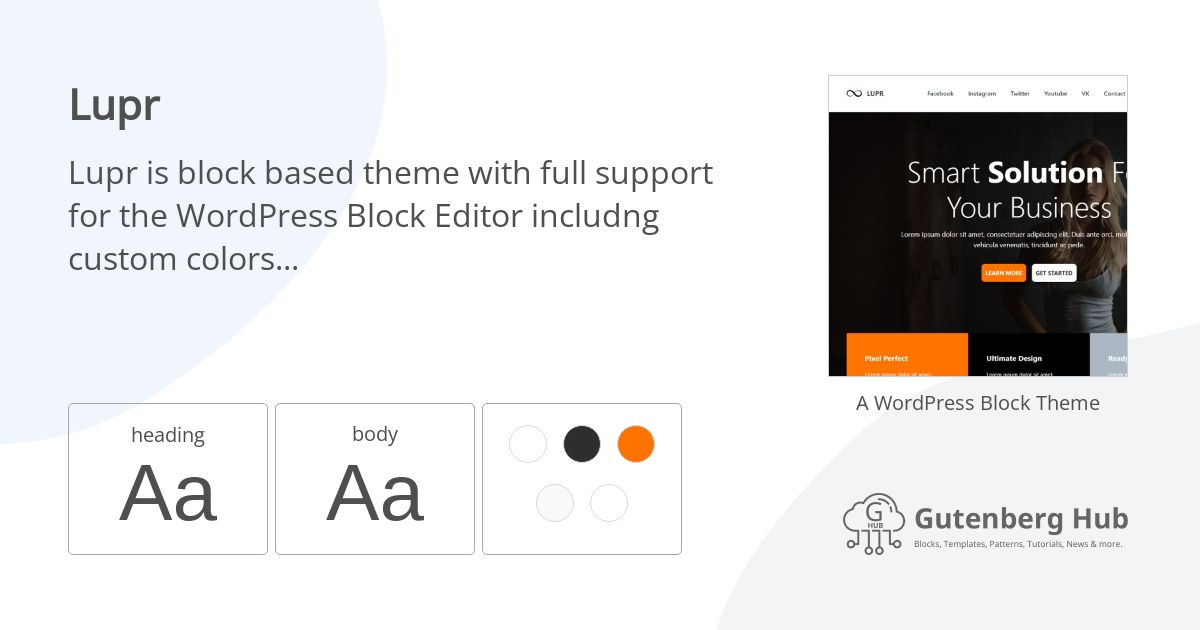 Lupr
Lupr is block based theme with full support
for the WordPress Block Editor includng
custom colors...
heading
Aa
body
Aa
LUPR
Facebook Instagram Twitter Youtube VK Contact
Smart Solution Fo
Your Business
Lorem ipsum dolor sit amet, consectetuer adipiscing elit. Duis ante orci, mol
vehicula venenatis, tincidunt ac pede.
LEARN MORE GET STARTED
Pixel Perfect Ultimate Design Ready
Lorem ipsum dolor sit amet, Lorem ipsum dolor sit amet,
A WordPress Block Theme
G
HUB
Gutenberg Hub
Blocks, Templates, Patterns, Tutorials, News & more.